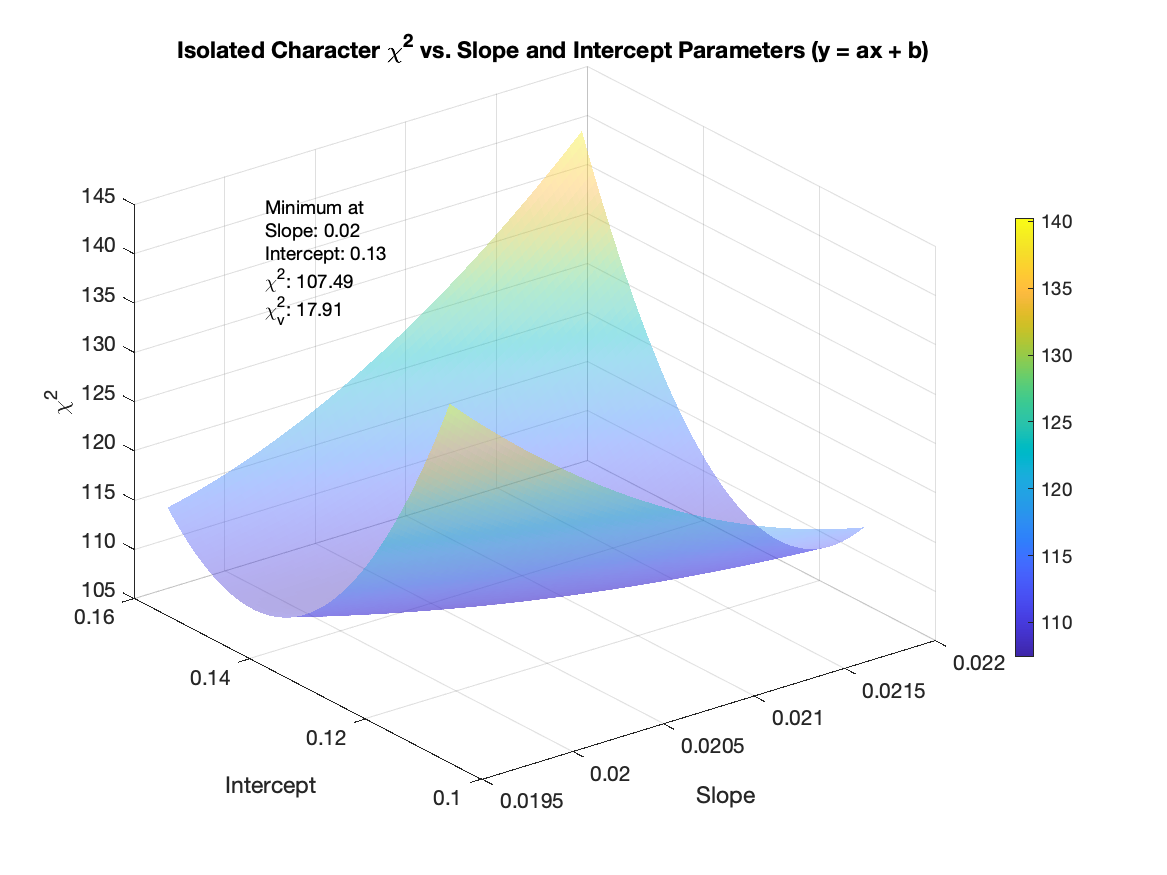 Isolated Character χ² vs. Slope and Intercept Parameters (y = ax + b)
Minimum at
Slope: 0.02
Intercept: 0.13
χ²: 107.49
χ²ᵥ: 17.91
χ²
145
140
135
130
125
120
115
110
105
0.16
0.14
0.12
0.1
Intercept
0.0195
0.02
0.0205
0.021
0.0215
0.022
Slope
140
135
130
125
120
115
110